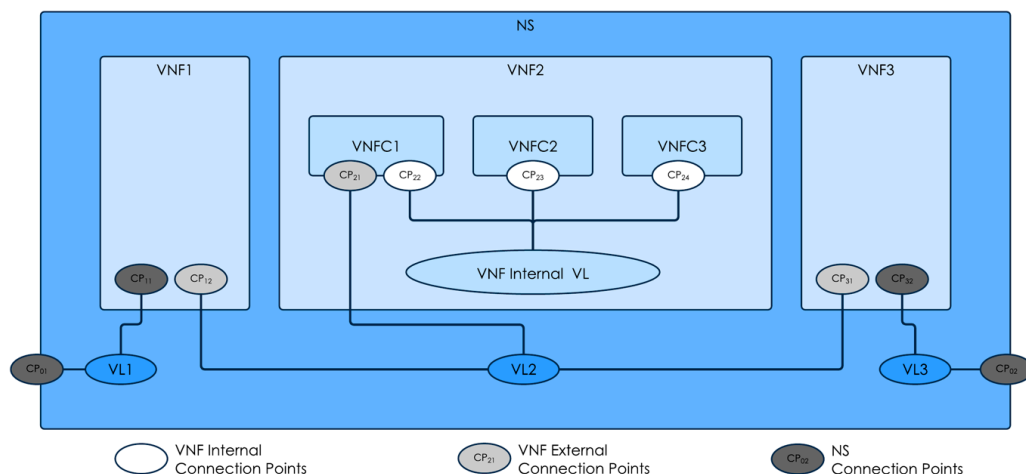 NS
VNF1
VNF2
VNF3
VNFC1
VNFC2
VNFC3
CP₂₁
CP₂₂
CP₂₃
CP₂₄
VNF Internal VL
CP₁₁
CP₁₂
CP₃₁
CP₃₂
CP₀₁
VL1
VL2
VL3
CP₀₂
VNF Internal
Connection Points
CP₂₁
VNF External
Connection Points
CP₀₂
NS
Connection Points